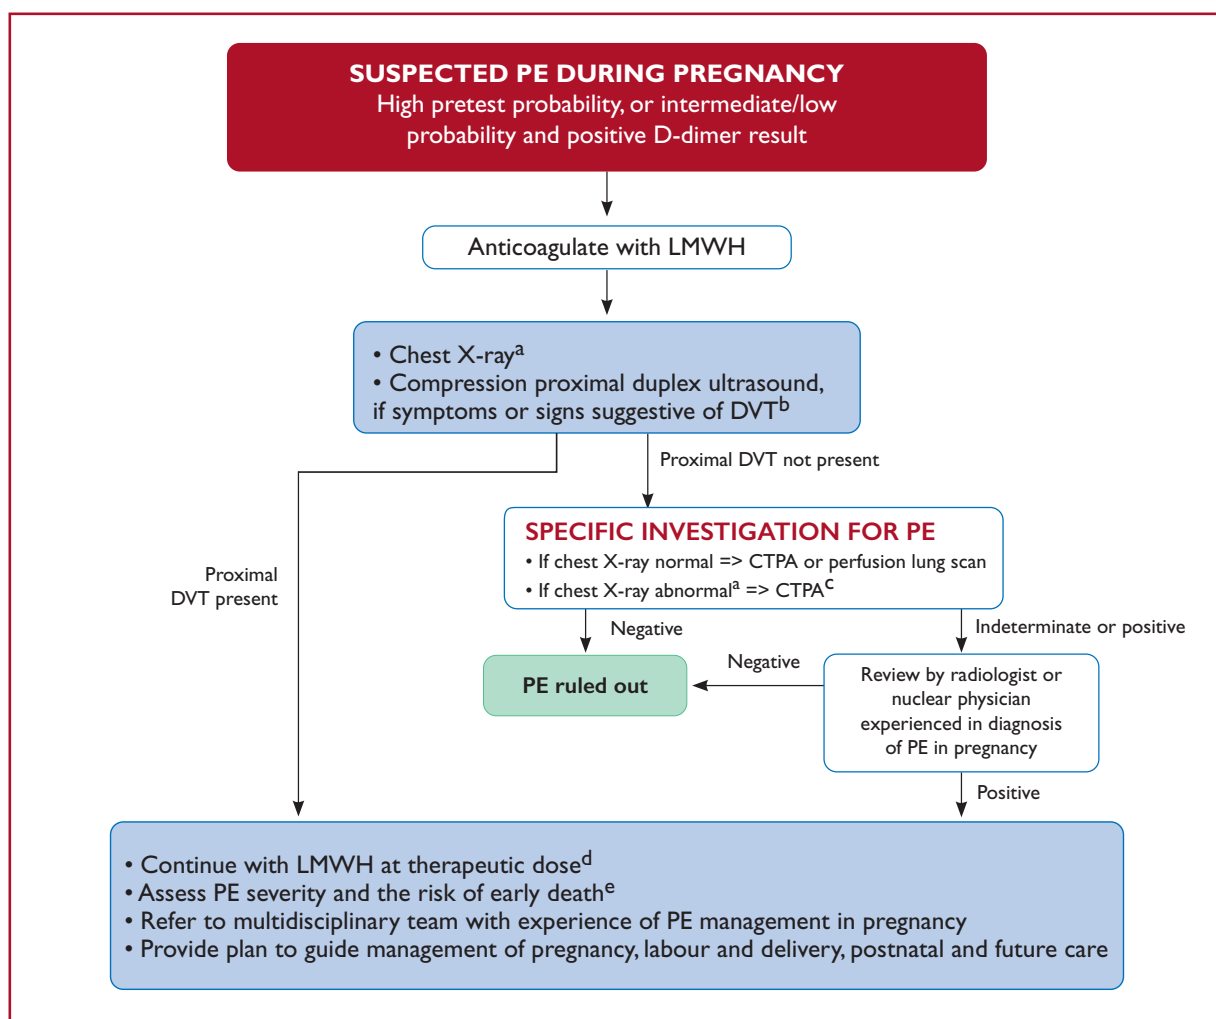 SUSPECTED PE DURING PREGNANCY
High pretest probability, or intermediate/low
probability and positive D-dimer result
Anticoagulate with LMWH
• Chest X-rayᵃ
• Compression proximal duplex ultrasound,
if symptoms or signs suggestive of DVTᵇ
Proximal DVT not present
Proximal
DVT present
SPECIFIC INVESTIGATION FOR PE
• If chest X-ray normal => CTPA or perfusion lung scan
• If chest X-ray abnormalᵃ => CTPAᶜ
Negative
Indeterminate or positive
PE ruled out
Negative
Review by radiologist or
nuclear physician
experienced in diagnosis
of PE in pregnancy
Positive
• Continue with LMWH at therapeutic doseᵈ
• Assess PE severity and the risk of early deathᵉ
• Refer to multidisciplinary team with experience of PE management in pregnancy
• Provide plan to guide management of pregnancy, labour and delivery, postnatal and future care